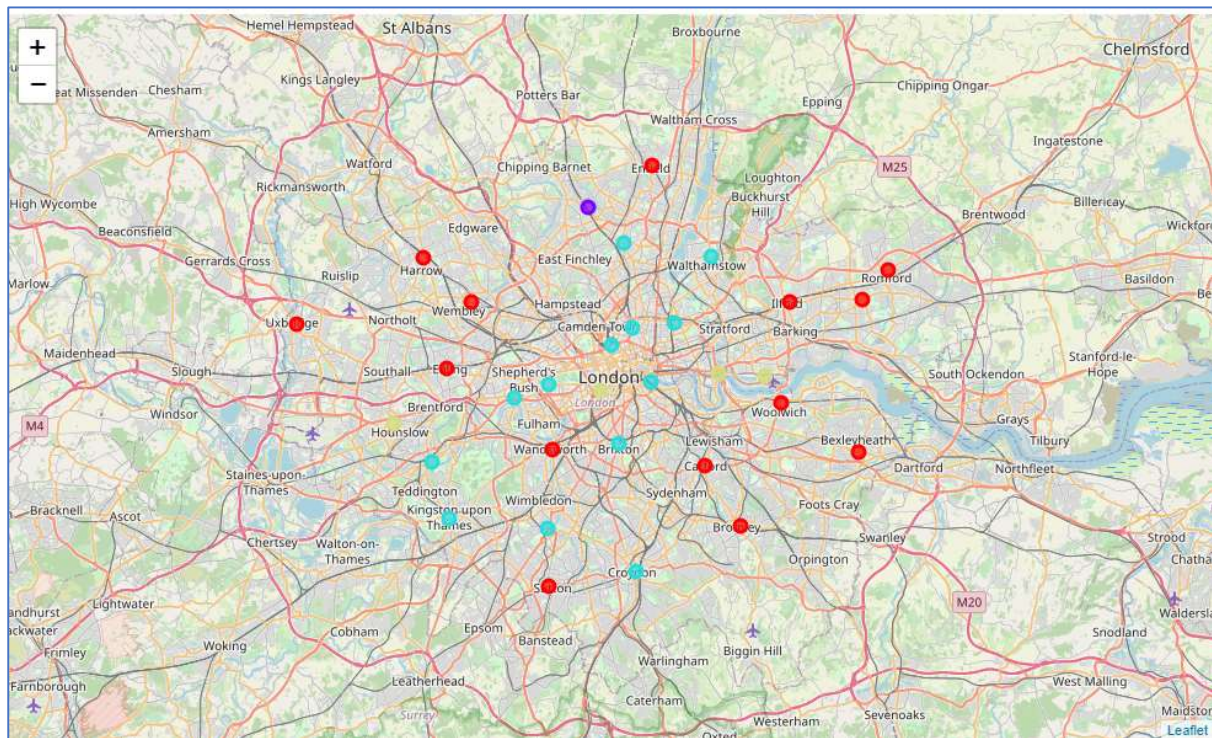 Hemel Hempstead
St Albans
Broxbourne
Chelmsford
+
−
Kings Langley
Chesham
Missenden
Potters Bar
Epping
Chipping Ongar
Waltham Cross
Amersham
Ingatestone
Watford
Chipping Barnet
M25
Loughton
Buckhurst
Hill
Rickmansworth
High Wycombe
Billericay
Brentwood
Beaconsfield
Edgware
Wickford
Gerrards Cross
East Finchley
Walthamstow
Harrow
Ruislip
Romford
Basildon
Marlow
Wembley
Hampstead
Ilford
Northolt
Uxbridge
Camden Town
Stratford
Barking
Maidenhead
Stanford-le-
Hope
Slough
Southall
Ealing
Shepherd's
Bush
London
South Ockendon
Windsor
Brentford
London
Woolwich
Grays
M4
Fulham
Tilbury
Hounslow
Wandsworth
Brixton
Lewisham
Bexleyheath
Dartford
Northfleet
Staines-upon-
Thames
Catford
Teddington
Kingston upon
Thames
Wimbledon
Sydenham
Foots Cray
Bracknell
Ascot
Bromley
Swanley
Strood
Chertsey
Walton-on-
Thames
Orpington
Croydon
Sutton
Lightwater
M20
Epsom
Cobham
Banstead
Biggin Hill
Snodland
Woking
Frimley
Warlingham
Leatherhead
West Malling
Farnborough
Caterham
Surrey
Sevenoaks
Westerham
Oxted
Leaflet